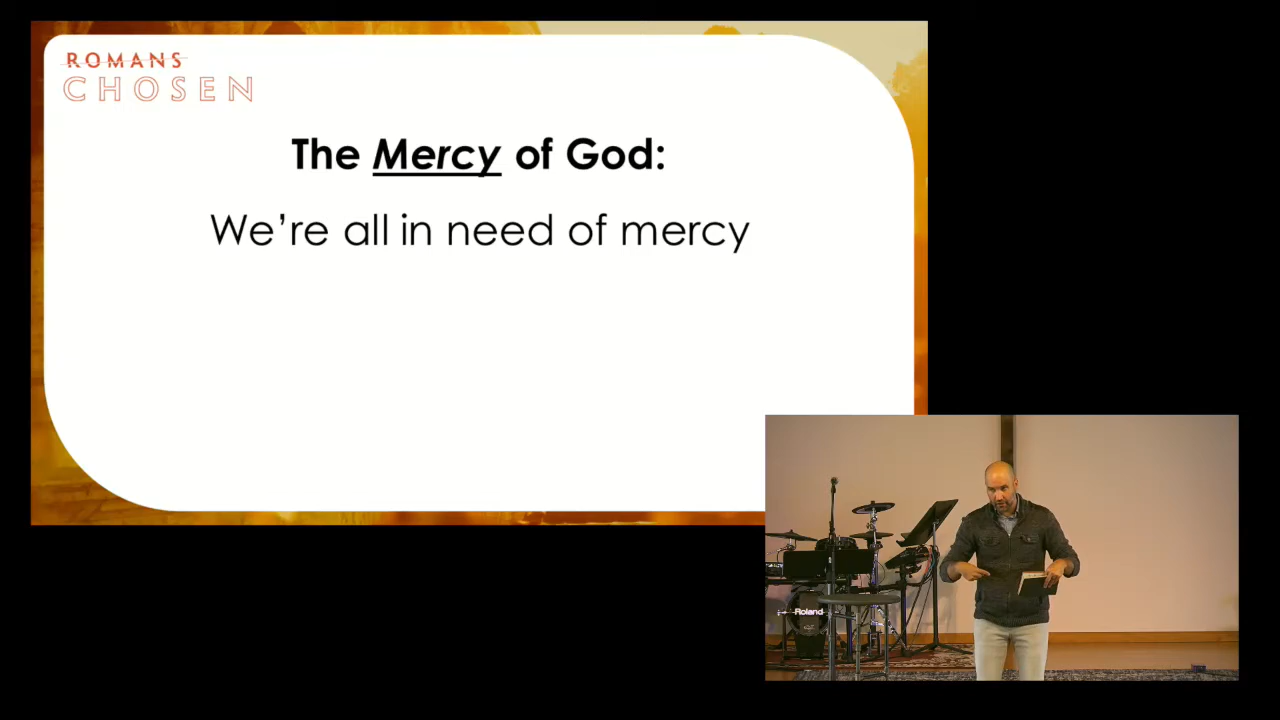 ROMANS
CHOSEN
The Mercy of God:
We're all in need of mercy
Roland